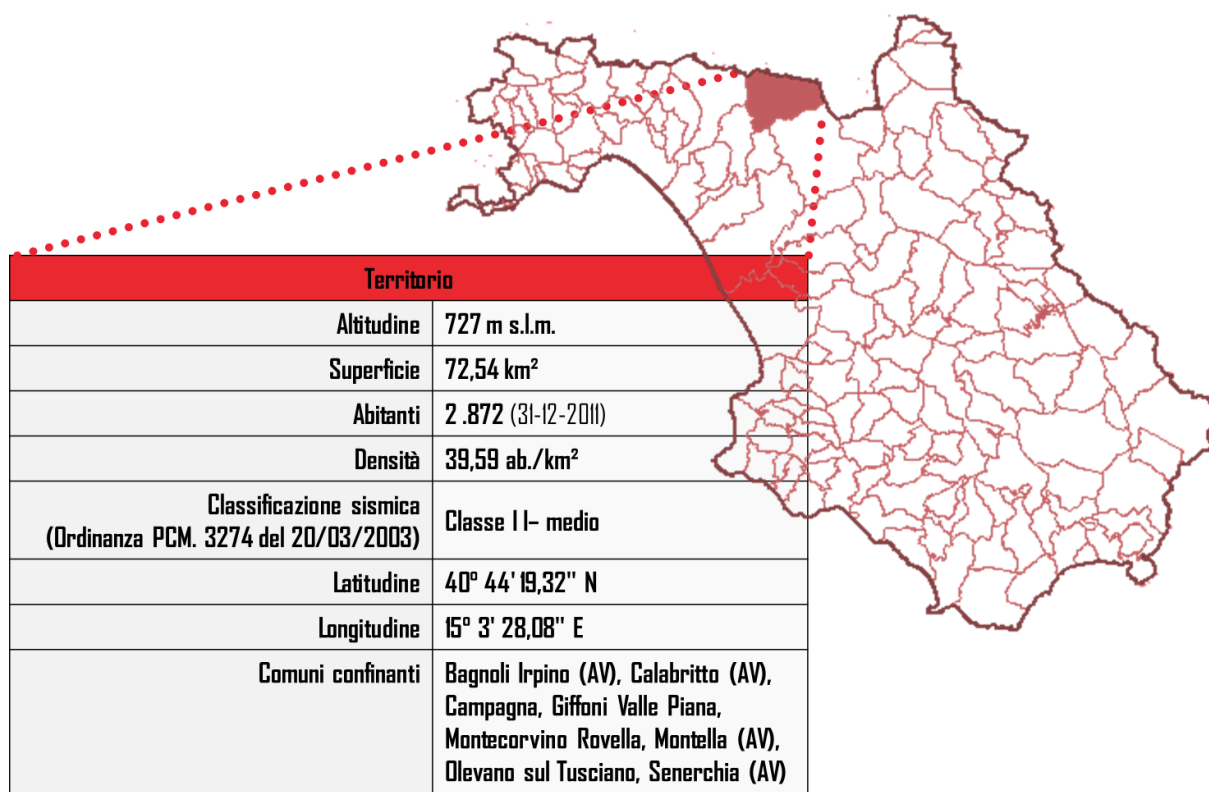 Territorio
Altitudine 727 m s.l.m.
Superficie 72,54 km²
Abitanti 2 .872 (31-12-2011)
Densità 39,59 ab./km²
Classificazione sismica
(Ordinanza PCM. 3274 del 20/03/2003) Classe I I– medio
Latitudine 40° 44' 19,32'' N
Longitudine 15° 3' 28,08'' E
Comuni confinanti Bagnoli Irpino (AV), Calabritto (AV),
Campagna, Giffoni Valle Piana,
Montecorvino Rovella, Montella (AV),
Olevano sul Tusciano, Senerchia (AV)